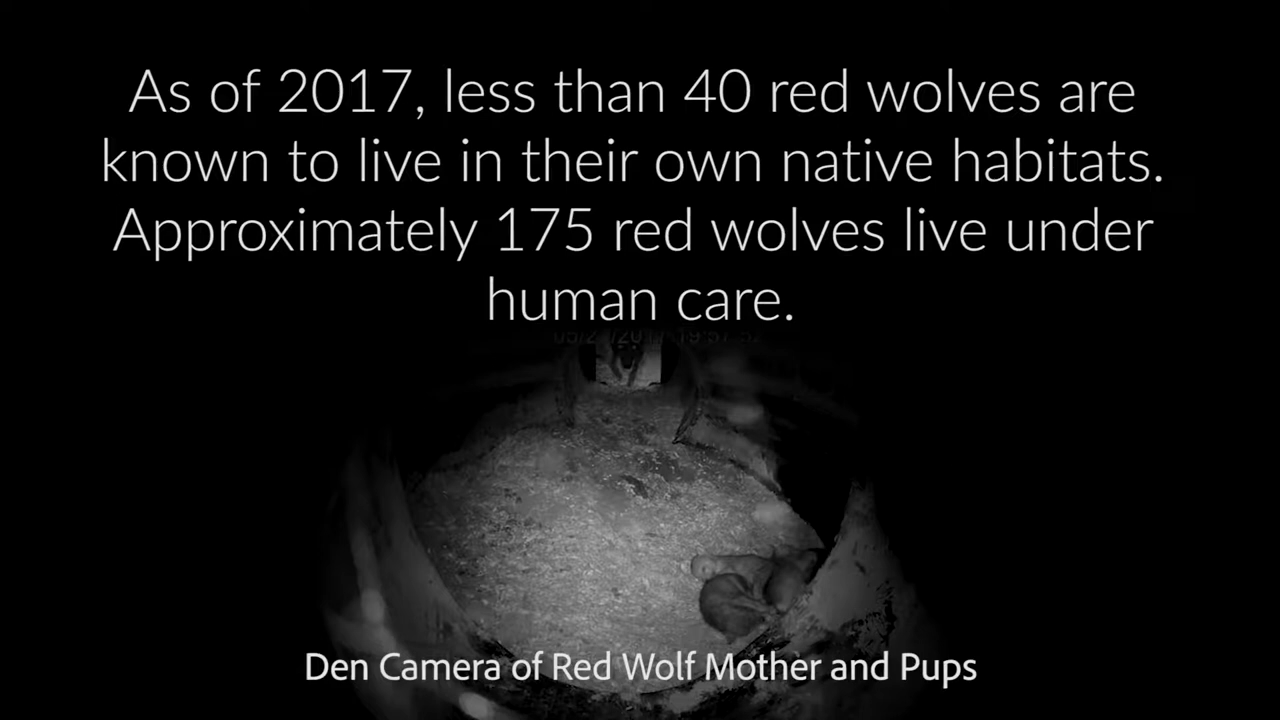 As of 2017, less than 40 red wolves are
known to live in their own native habitats.
Approximately 175 red wolves live under
human care.
Den Camera of Red Wolf Mother and Pups